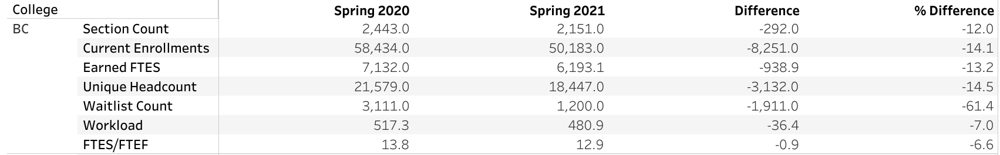 College Spring 2020 Spring 2021 Difference % Difference
BC Section Count 2,443.0 2,151.0 -292.0 -12.0
Current Enrollments 58,434.0 50,183.0 -8,251.0 -14.1
Earned FTES 7,132.0 6,193.1 -938.9 -13.2
Unique Headcount 21,579.0 18,447.0 -3,132.0 -14.5
Waitlist Count 3,111.0 1,200.0 -1,911.0 -61.4
Workload 517.3 480.9 -36.4 -7.0
FTES/FTEF 13.8 12.9 -0.9 -6.6